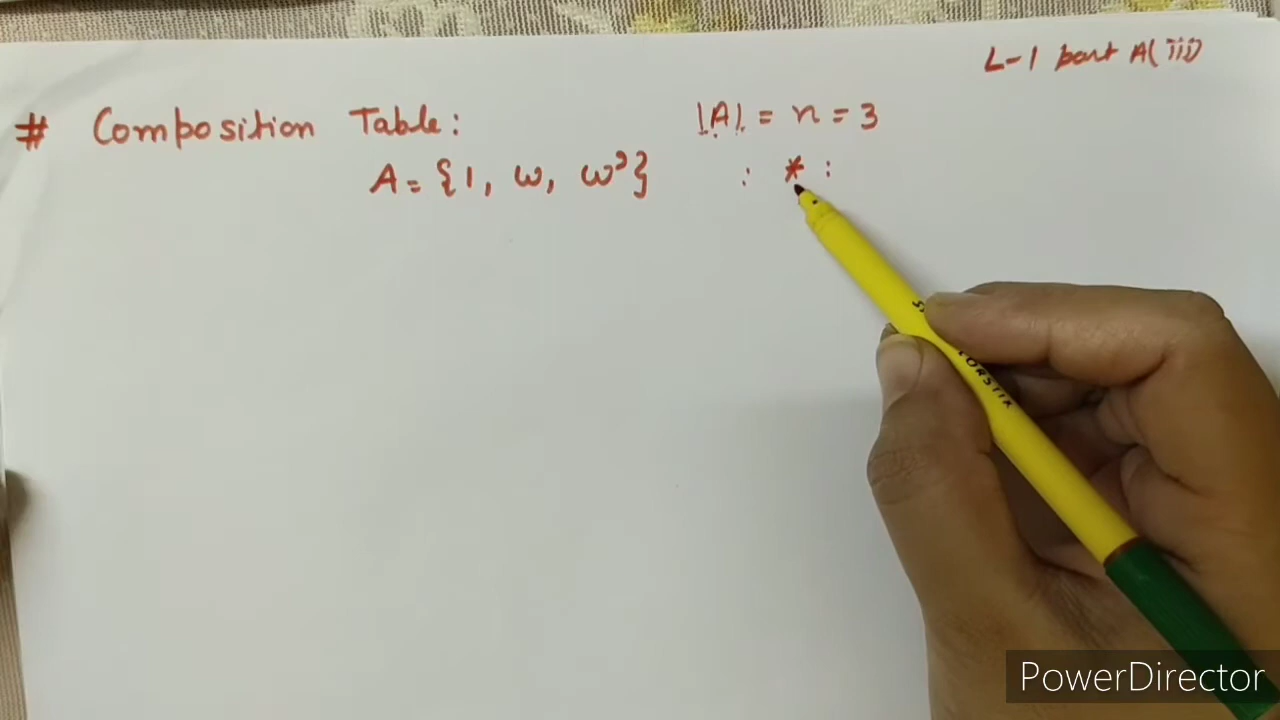 L-1 part A(iii)
# Composition Table: |A| = n = 3
A = {1, ω, ω²} : * :
PowerDirector